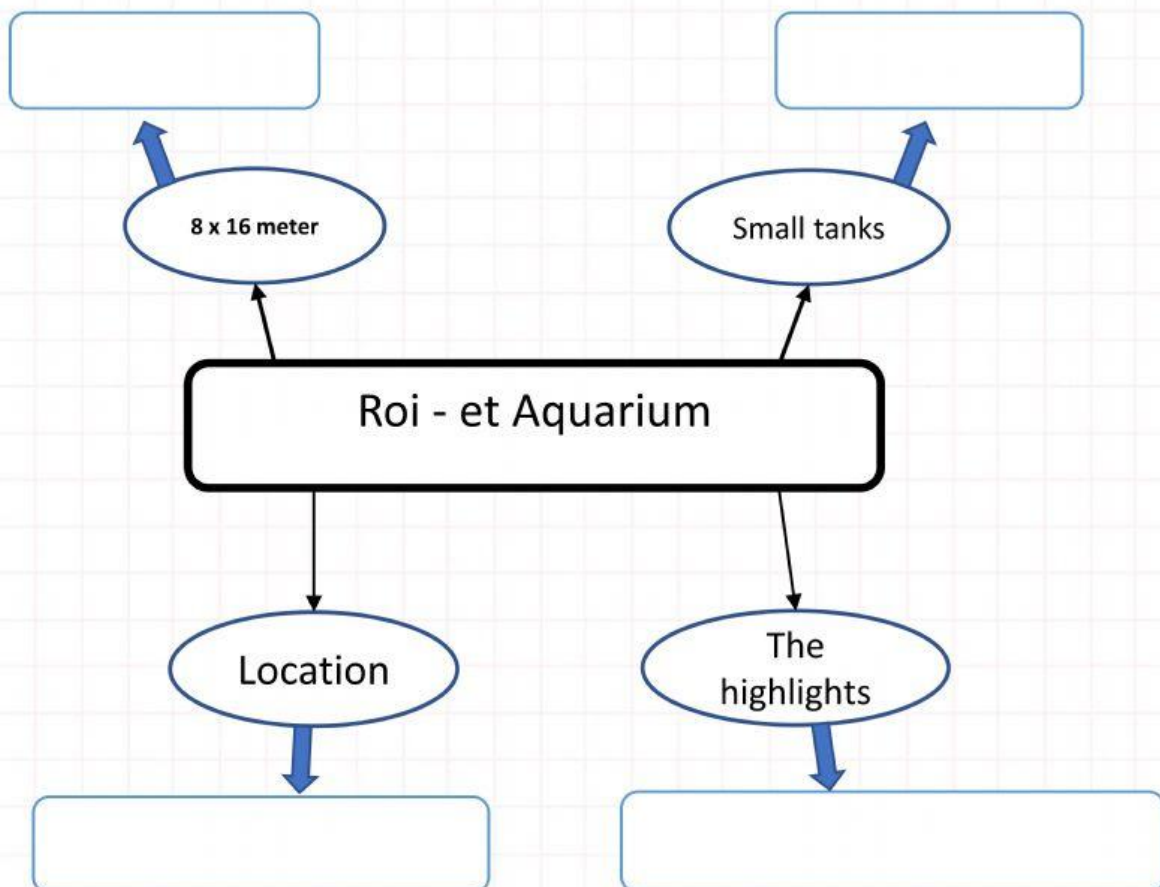 8 x 16 meter
Small tanks
Roi - et Aquarium
Location
The
highlights